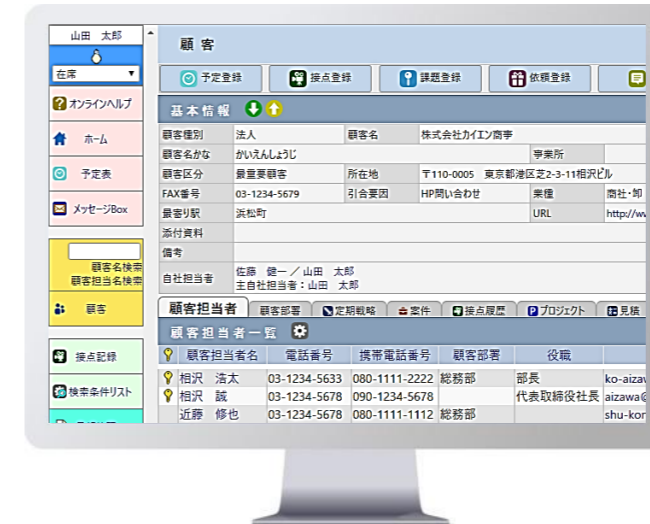 山田 太郎
在席
オンラインヘルプ
ホーム
予定表
メッセージBox
顧客名検索
顧客担当名検索
顧客
接点記録
検索条件リスト
顧 客
予定登録 接点登録 課題登録 依頼登録
基本情報
顧客種別 法人 顧客名 株式会社カイエン商事
顧客名かな かいえんしょうじ 事業所
顧客区分 最重要顧客 所在地 〒110-0005 東京都港区芝2-3-11相沢ビル
FAX番号 03-1234-5679 引合要因 HP問い合わせ 業種 商社・卸
最寄り駅 浜松町 URL http://ww
添付資料
備考
自社担当者 佐藤 健一／山田 太郎
主自社担当者：山田 太郎
顧客担当者 顧客部署 定期戦略 案件 接点履歴 プロジェクト 見積
顧客担当者一覧
顧客担当者名 電話番号 携帯電話番号 顧客部署 役職
相沢 浩太 03-1234-5633 080-1111-2222 総務部 部長 ko-aizaw
相沢 誠 03-1234-5678 090-1234-5678 代表取締役社長 aizawa@
近藤 修也 03-1234-5678 080-1111-1112 総務部 shu-kon